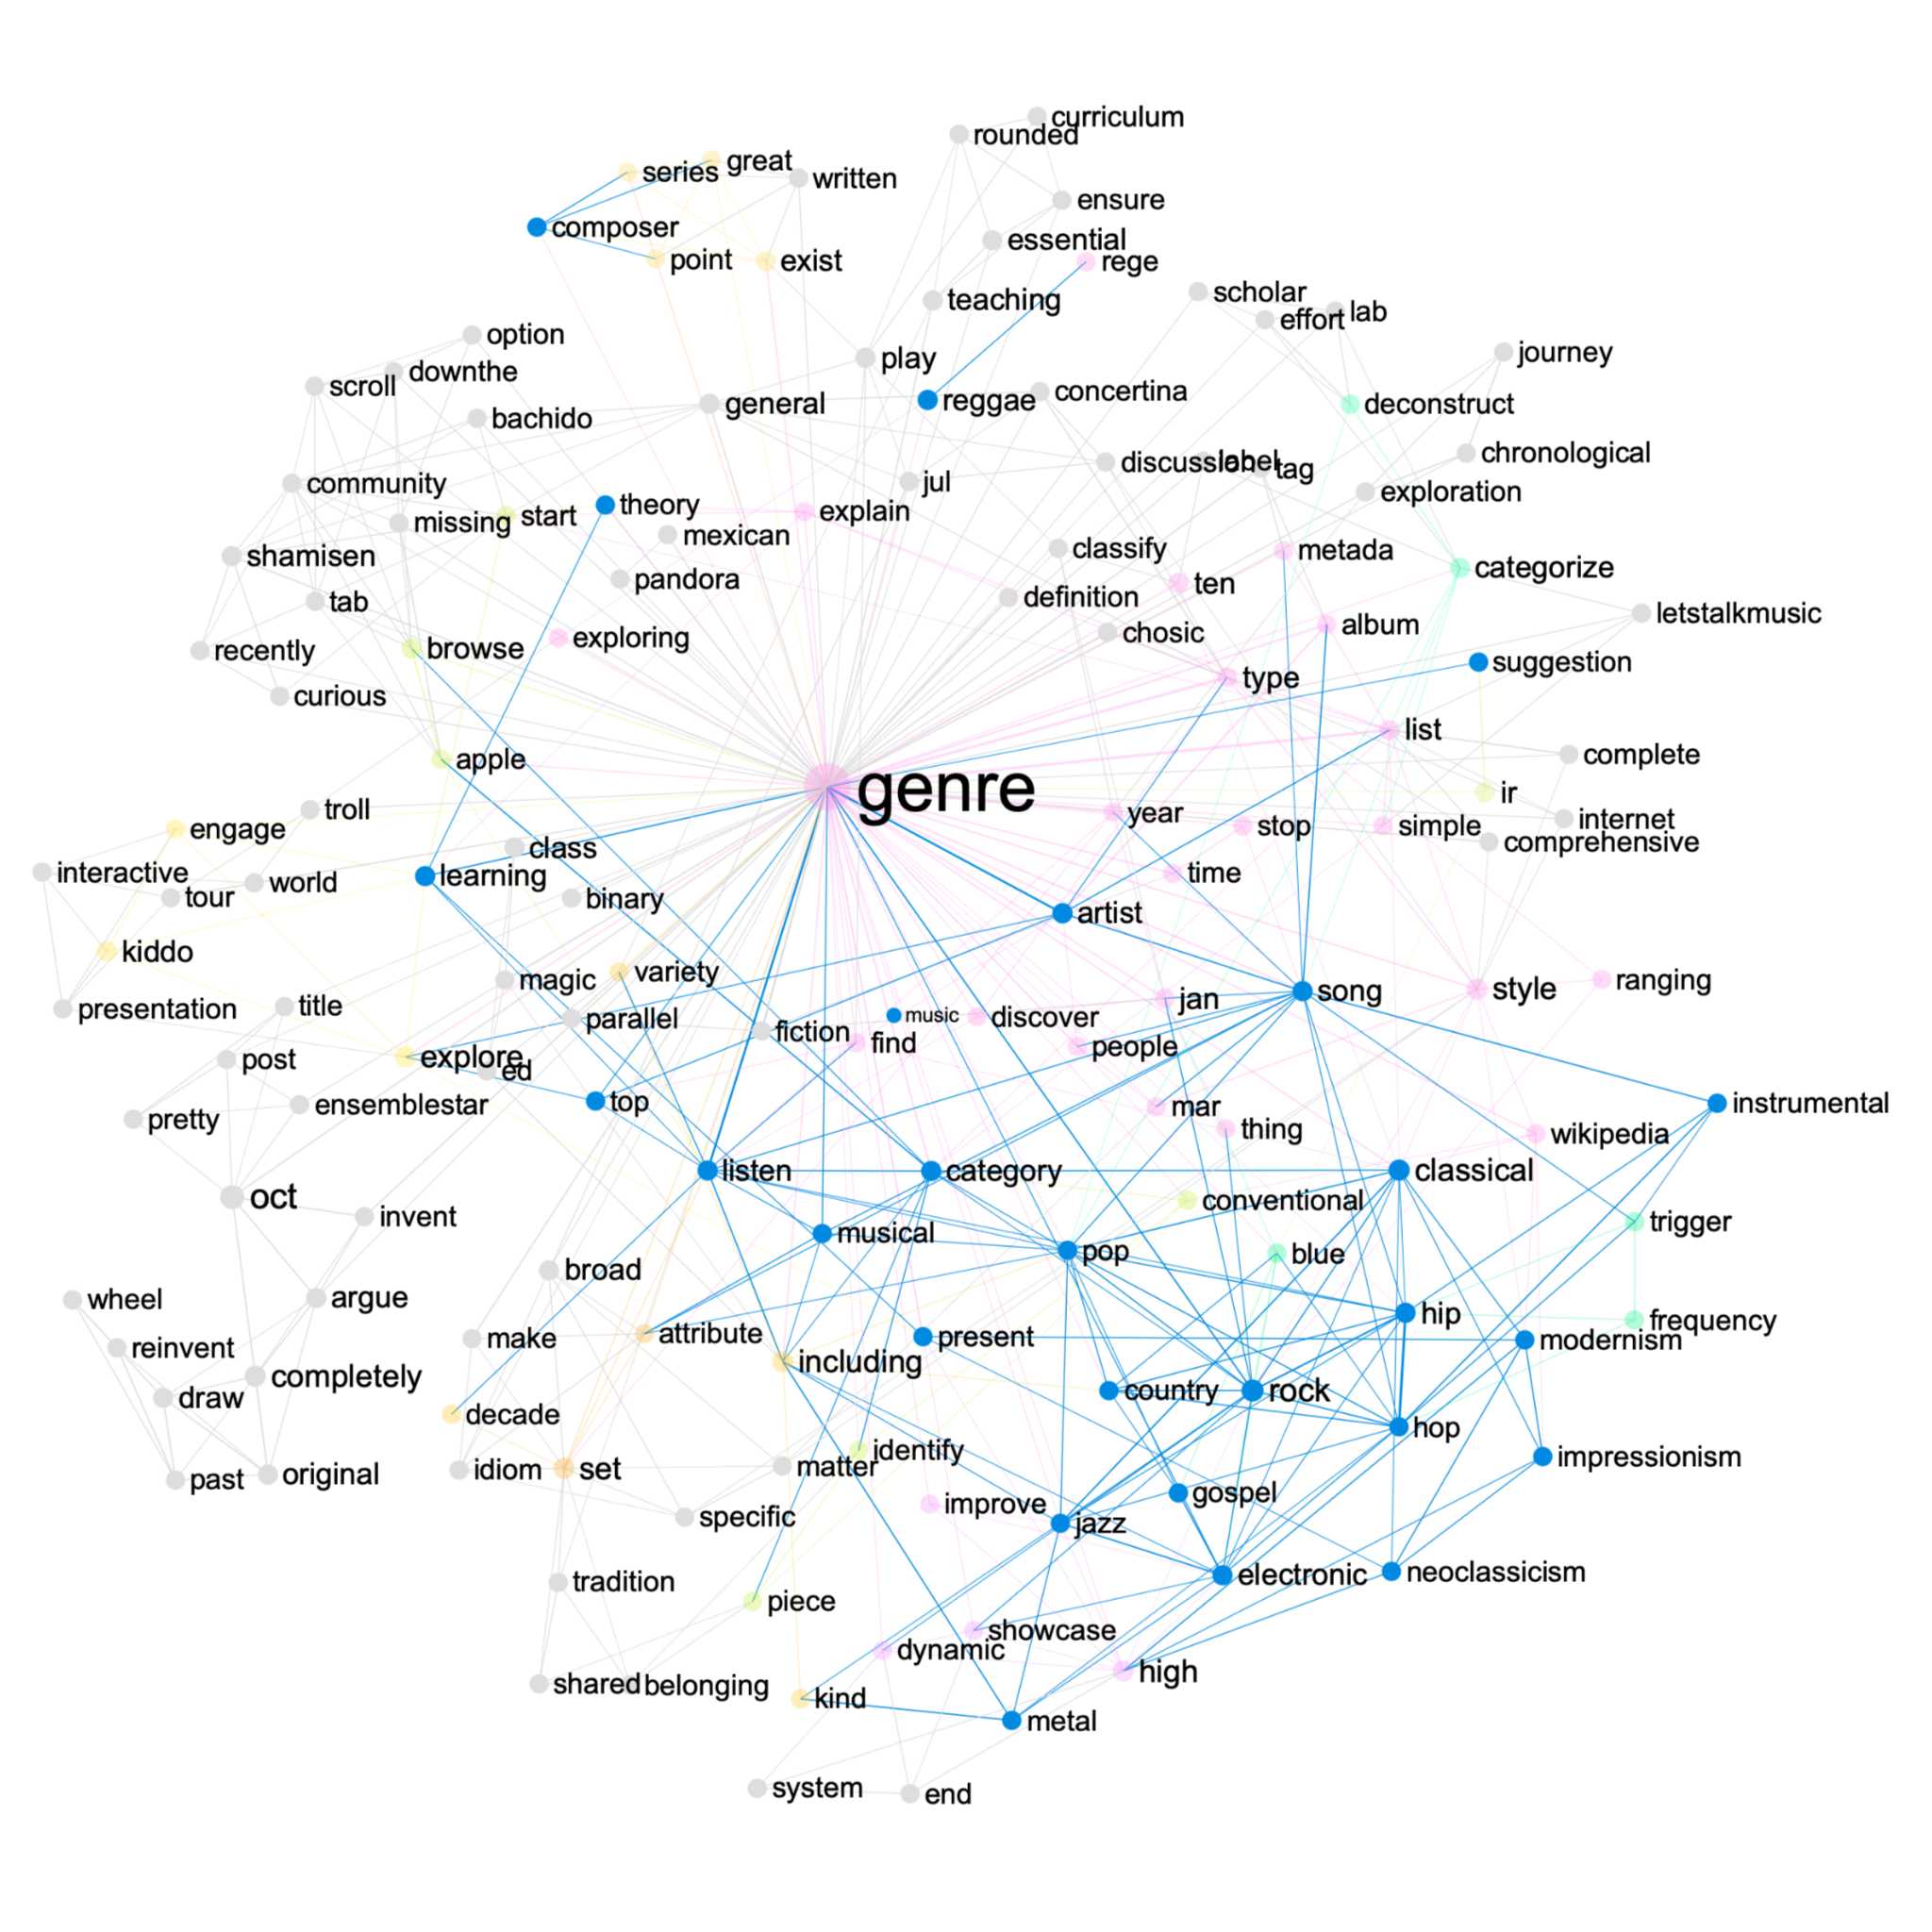 curriculum
rounded
great
series
written
ensure
composer
essential
point
exist
rege
scholar
teaching
lab
effort
option
journey
play
downthe
scroll
concertina
reggae
general
deconstruct
bachido
chronological
discussion
label
tag
jul
community
exploration
theory
explain
start
missing
mexican
classify
metada
shamisen
categorize
pandora
ten
definition
tab
letstalkmusic
album
chosic
exploring
browse
recently
suggestion
type
curious
list
complete
apple
genre
ir
troll
year
internet
stop
simple
engage
comprehensive
class
interactive
time
learning
world
tour
binary
artist
kiddo
variety
magic
ranging
style
song
jan
title
presentation
music
discover
parallel
fiction
find
people
explore
post
ed
top
instrumental
ensemblestar
mar
pretty
thing
wikipedia
listen
category
classical
oct
conventional
invent
trigger
musical
pop
blue
broad
argue
wheel
hip
frequency
attribute
present
make
modernism
reinvent
including
completely
country
rock
draw
decade
hop
identify
impressionism
matter
set
idiom
original
past
gospel
improve
specific
jazz
neoclassicism
electronic
tradition
piece
showcase
dynamic
high
shared
belonging
kind
metal
system
end